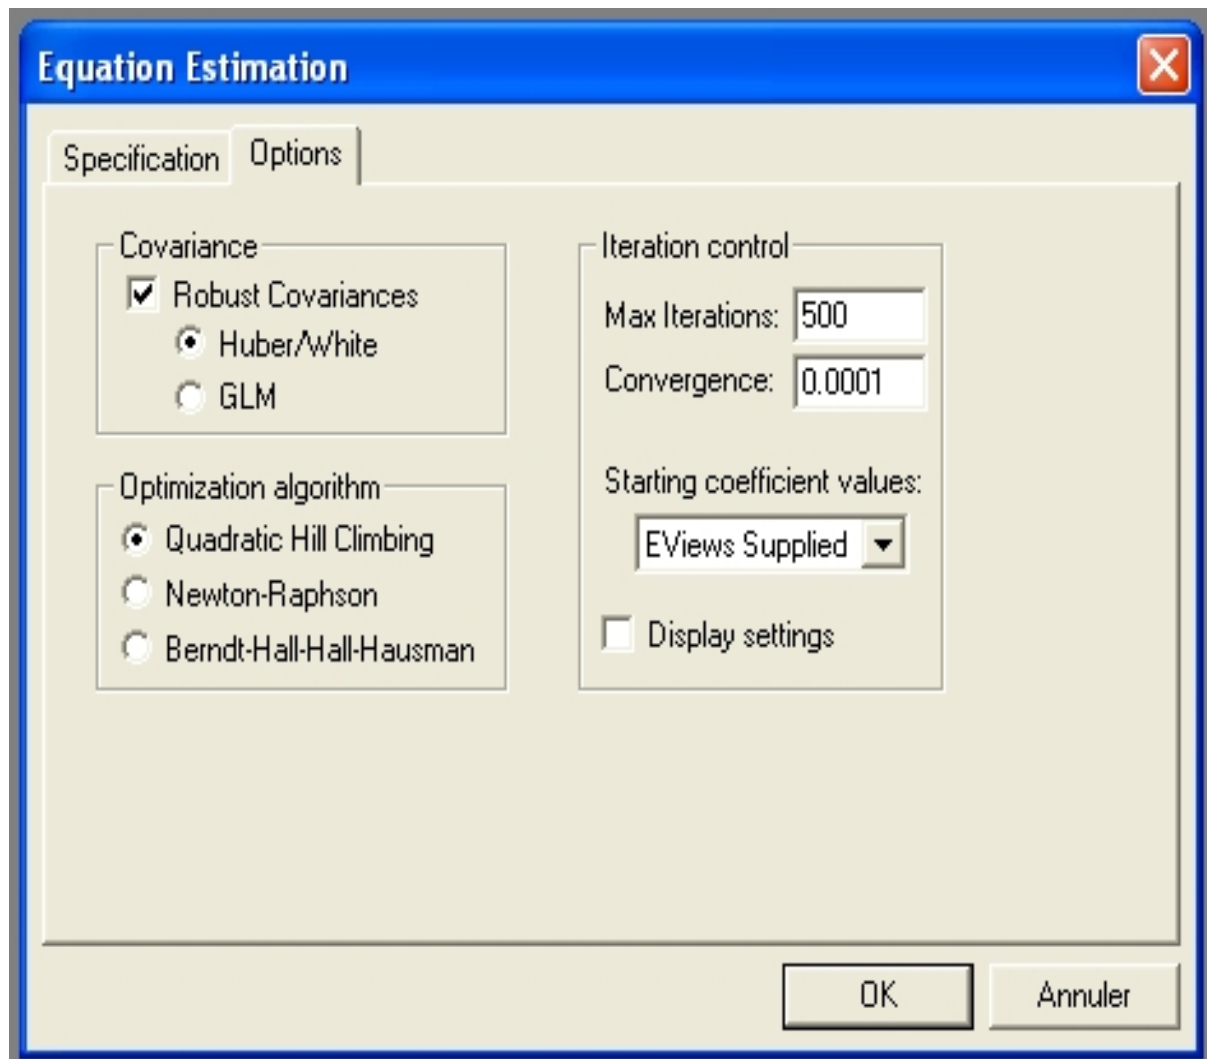 Equation Estimation
Specification
Options
Covariance
Robust Covariances
Huber/White
GLM
Optimization algorithm
Quadratic Hill Climbing
Newton-Raphson
Berndt-Hall-Hall-Hausman
Iteration control
Max Iterations: 500
Convergence: 0.0001
Starting coefficient values:
EViews Supplied
Display settings
OK
Annuler